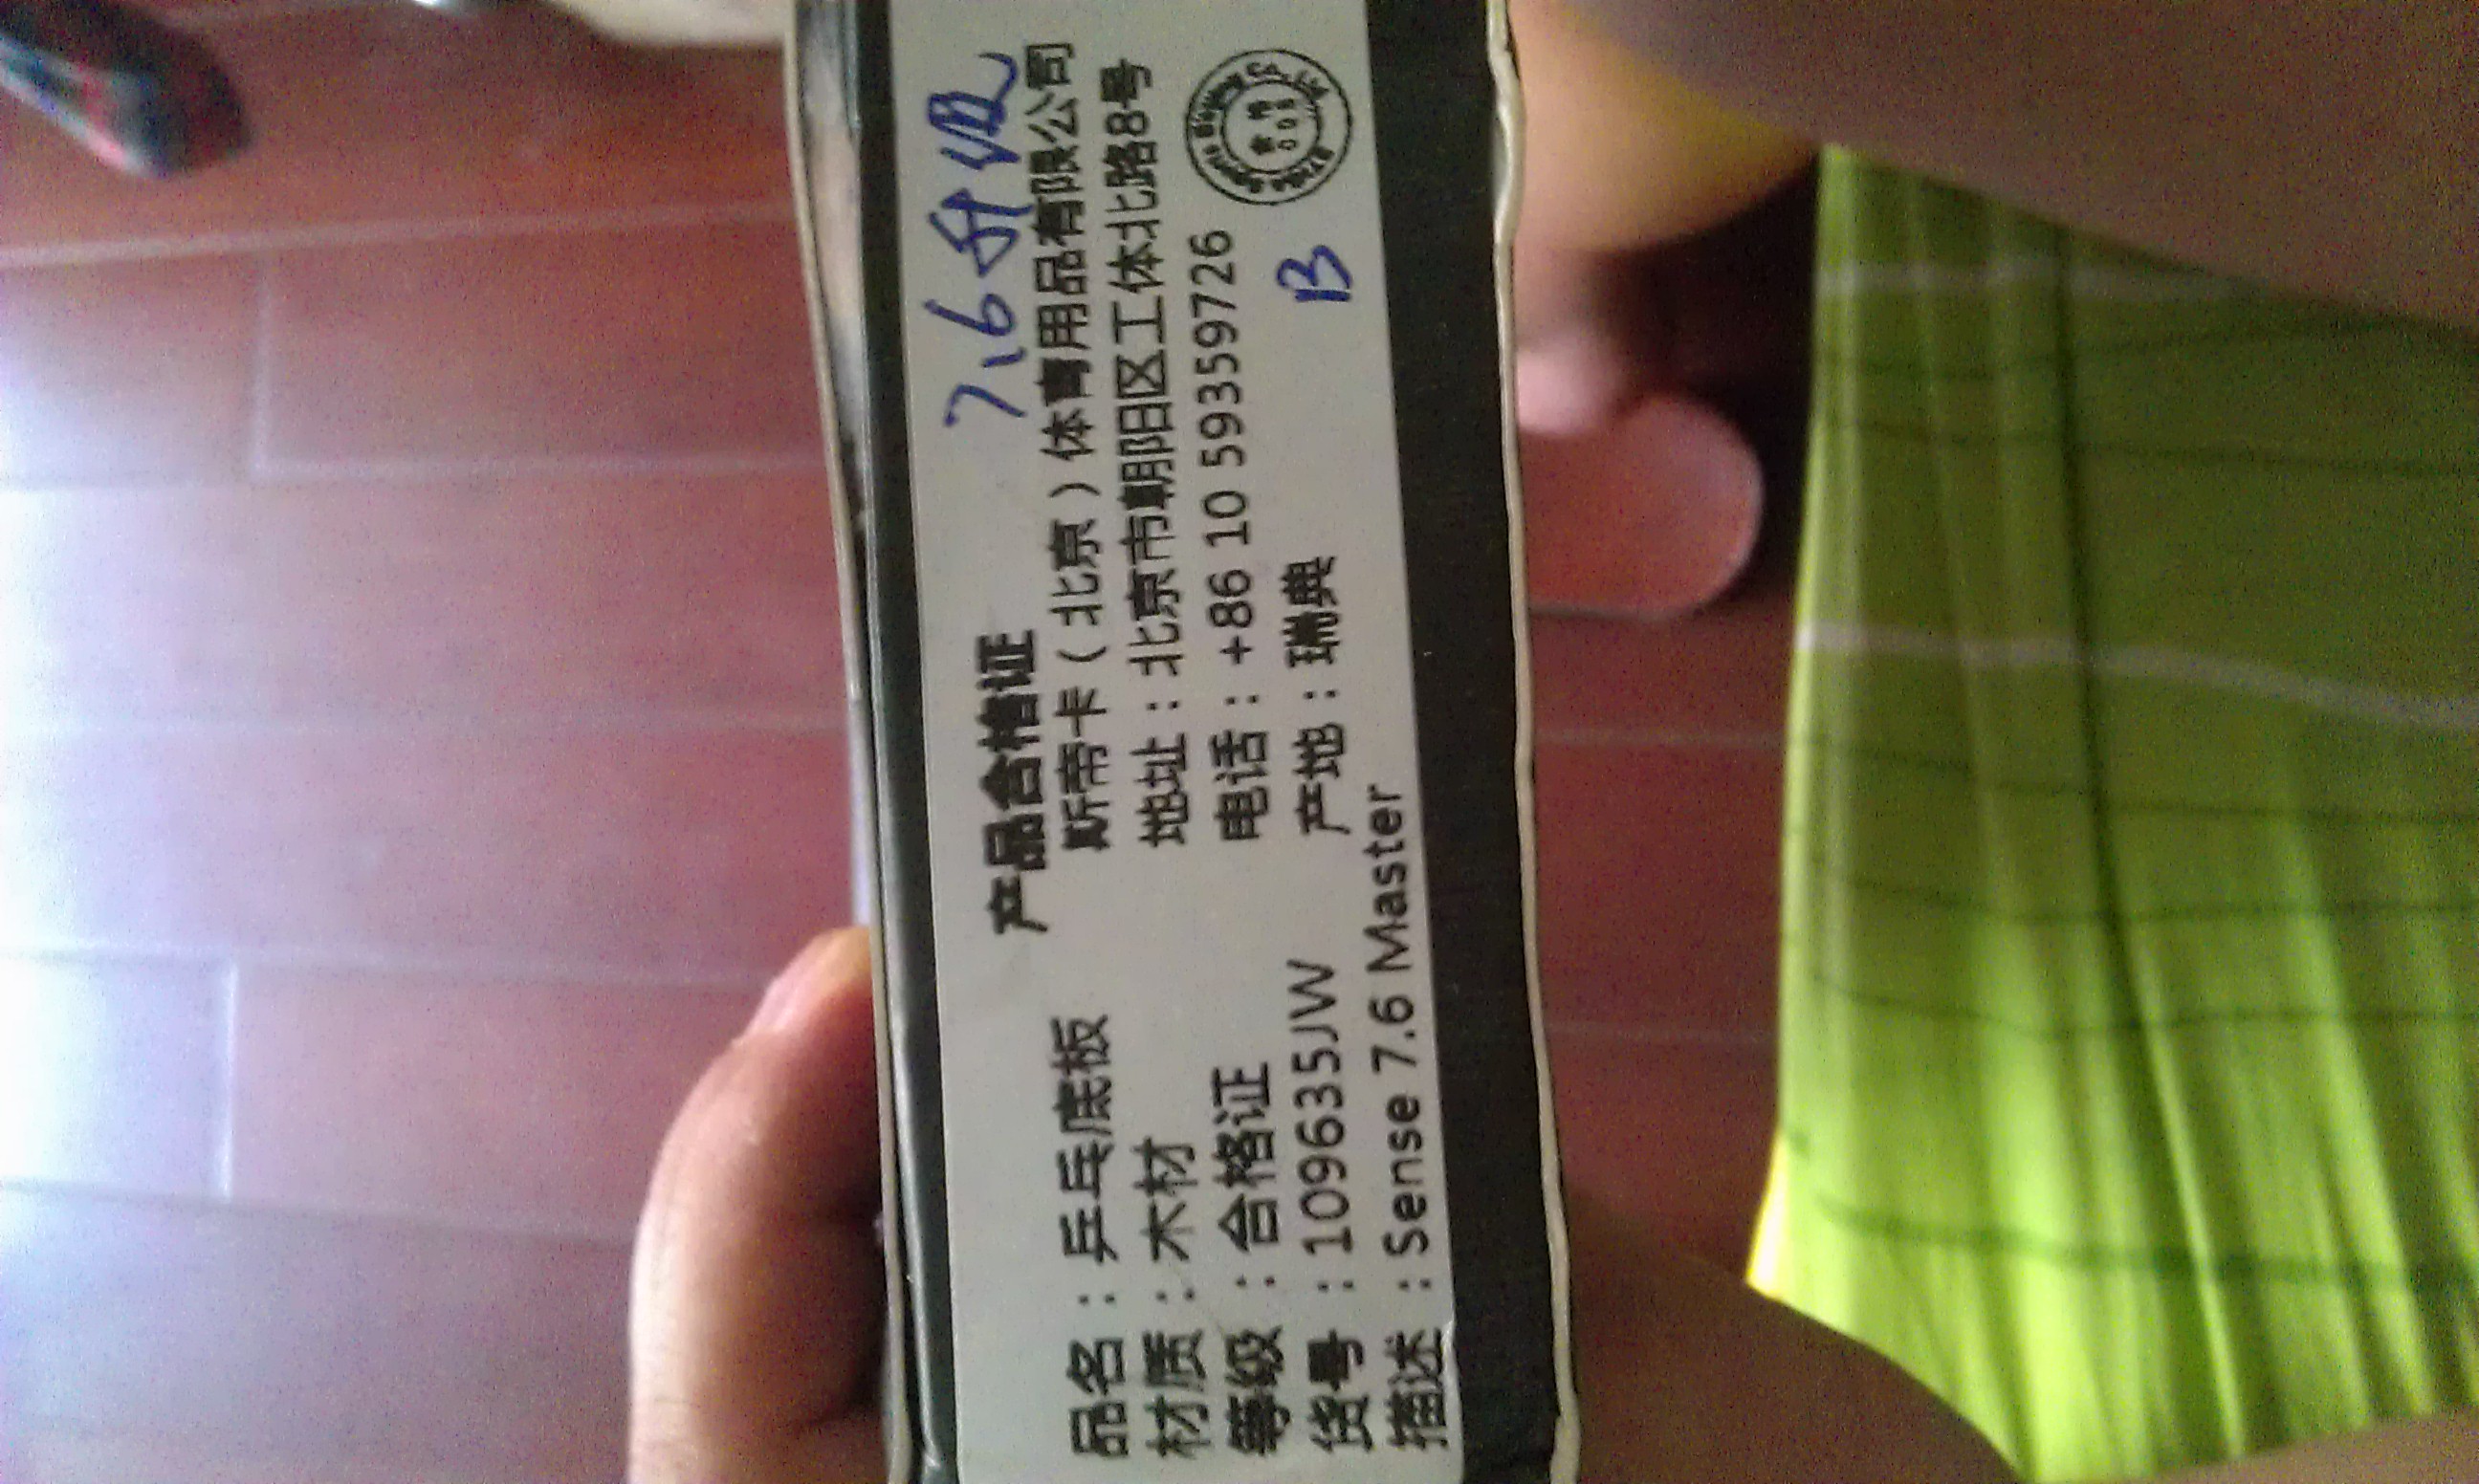 7.6升级
产品合格证
斯帝卡（北京）体育用品有限公司
地址：北京市朝阳区工体北路8号
电话：+86 10 59359726
产地：瑞典
B
品名：乒乓底板
材质：木材
等级：合格证
货号：109635JW
描述：Sense 7.6 Master